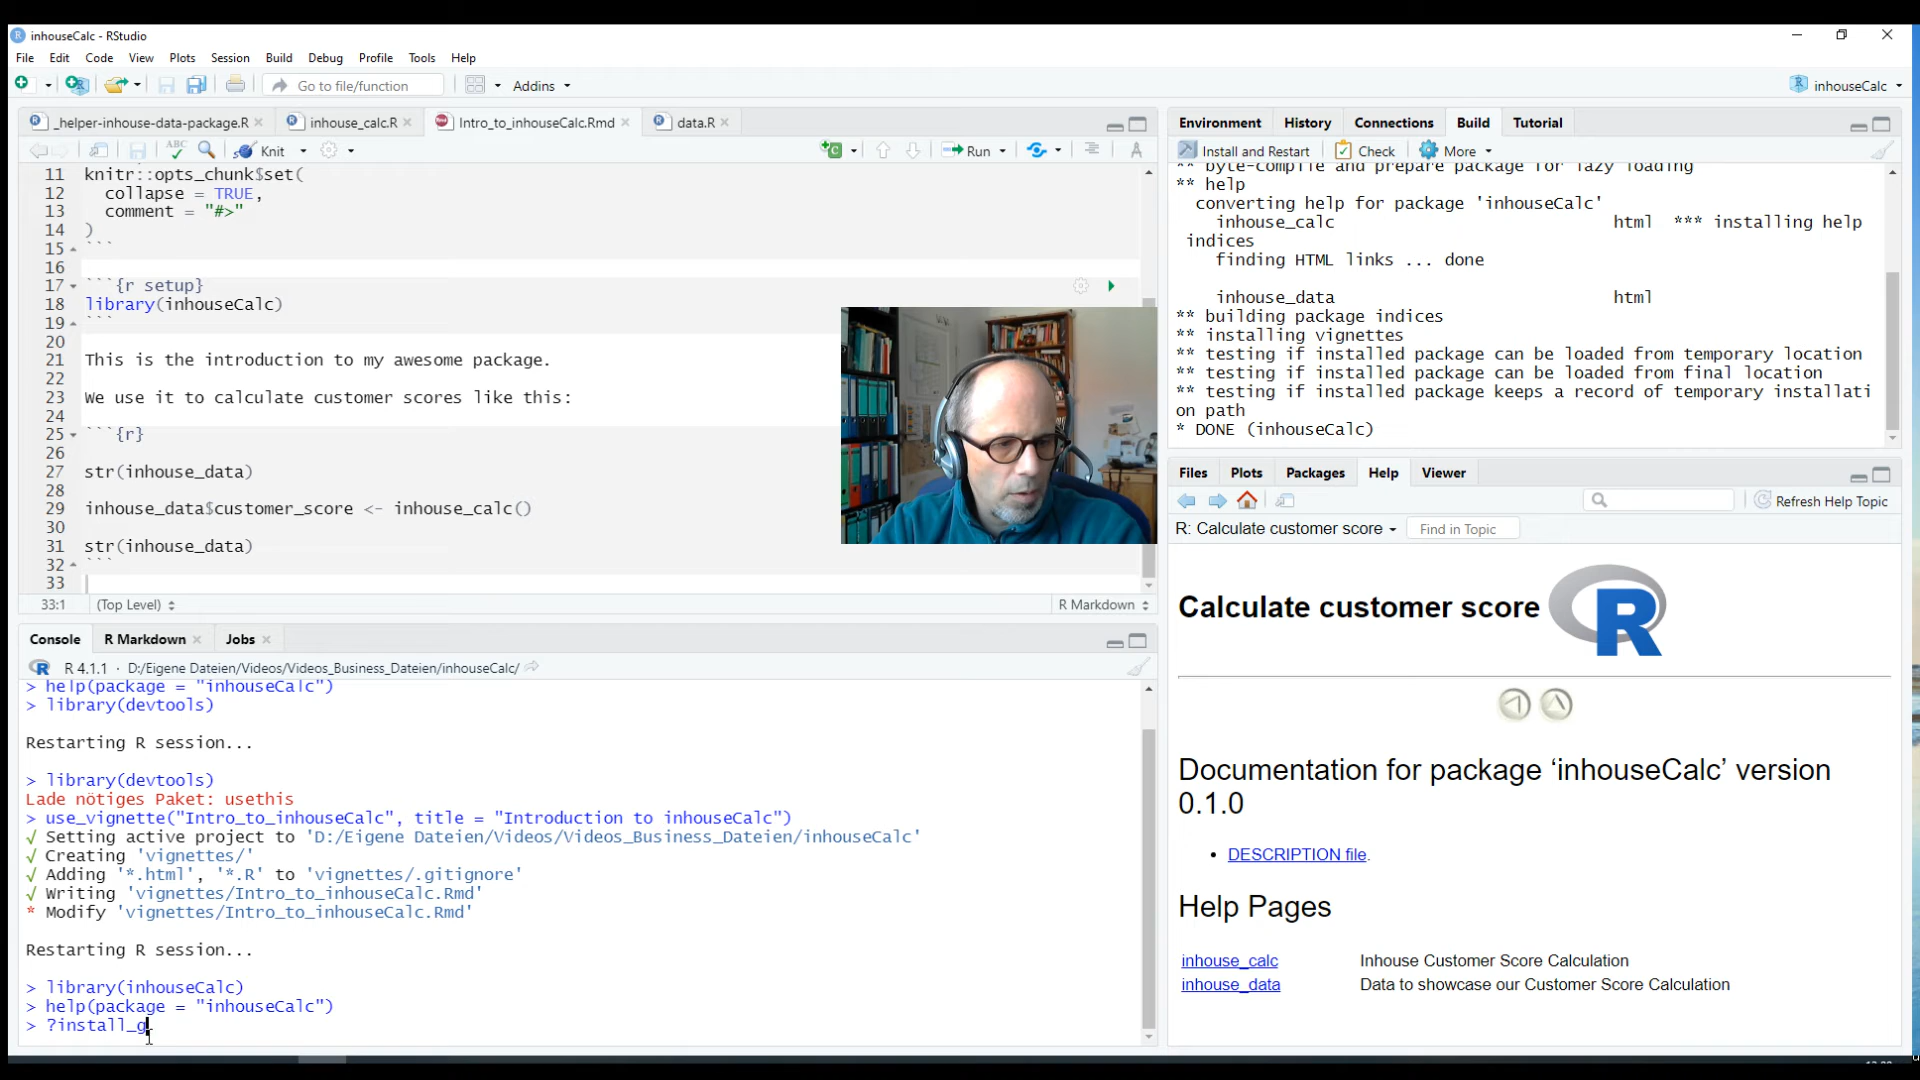 inhouseCalc - RStudio
File Edit Code View Plots Session Build Debug Profile Tools Help
Go to file/function Addins inhouseCalc
_helper-inhouse-data-package.R inhouse_calc.R Intro_to_inhouseCalc.Rmd data.R
ABC Knit Run
11 knitr::opts_chunk$set(
12 collapse = TRUE,
13 comment = "#>"
14 )
15 ```
16
17 ```{r setup}
18 library(inhouseCalc)
19 ```
20
21 This is the introduction to my awesome package.
22
23 We use it to calculate customer scores like this:
24
25 ```{r}
26
27 str(inhouse_data)
28
29 inhouse_data$customer_score <- inhouse_calc()
30
31 str(inhouse_data)
32 ```
33
33:1 (Top Level) R Markdown
Console R Markdown Jobs
R 4.1.1 · D:/Eigene Dateien/Videos/Videos_Business_Dateien/inhouseCalc/
> help(package = "inhouseCalc")
> library(devtools)
Restarting R session...
> library(devtools)
Lade nötiges Paket: usethis
> use_vignette("Intro_to_inhouseCalc", title = "Introduction to inhouseCalc")
√ Setting active project to 'D:/Eigene Dateien/Videos/Videos_Business_Dateien/inhouseCalc'
√ Creating 'vignettes/'
√ Adding '*.html', '*.R' to 'vignettes/.gitignore'
√ Writing 'vignettes/Intro_to_inhouseCalc.Rmd'
* Modify 'vignettes/Intro_to_inhouseCalc.Rmd'
Restarting R session...
> library(inhouseCalc)
> help(package = "inhouseCalc")
> ?install_g
Environment History Connections Build Tutorial
Install and Restart Check More
** byte-compile and prepare package for lazy loading
** help
converting help for package 'inhouseCalc'
inhouse_calc html *** installing help
indices
finding HTML links ... done
inhouse_data html
** building package indices
** installing vignettes
** testing if installed package can be loaded from temporary location
** testing if installed package can be loaded from final location
** testing if installed package keeps a record of temporary installati
on path
* DONE (inhouseCalc)
Files Plots Packages Help Viewer
Refresh Help Topic
R: Calculate customer score Find in Topic
Calculate customer score R
Documentation for package ‘inhouseCalc’ version
0.1.0
• DESCRIPTION file.
Help Pages
inhouse_calc Inhouse Customer Score Calculation
inhouse_data Data to showcase our Customer Score Calculation